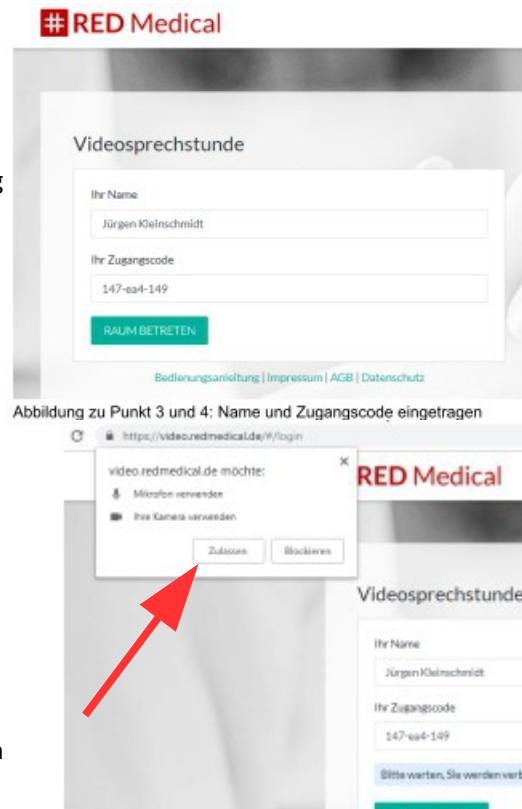 # RED Medical
Videosprechstunde
g
Ihr Name
Jürgen Kleinschmidt
Ihr Zugangscode
147-ea4-149
RAUM BETRETEN
Bedienungsanleitung | Impressum | AGB | Datenschutz
Abbildung zu Punkt 3 und 4: Name und Zugangscode eingetragen
https://video.redmedical.de/#/login
video.redmedical.de möchte:
Mikrofon verwenden
Ihre Kamera verwenden
Zulassen
Blockieren
RED Medical
Videosprechstunde
Ihr Name
Jürgen Kleinschmidt
Ihr Zugangscode
147-ea4-149
Bitte warten, Sie werden verb